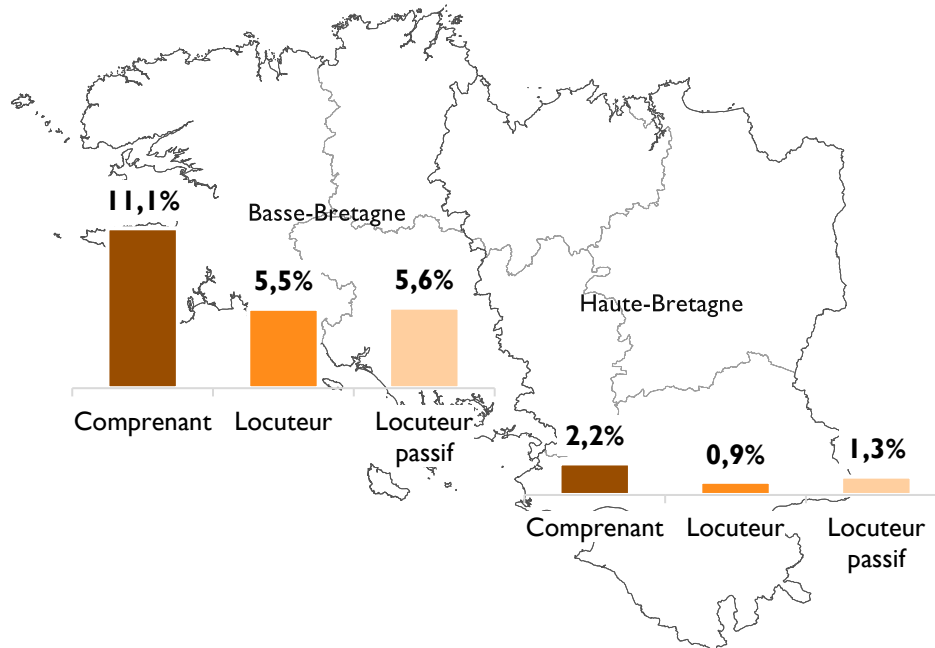 11,1%
Basse-Bretagne
5,5%
5,6%
Haute-Bretagne
Comprenant
Locuteur
Locuteur
passif
2,2%
0,9%
1,3%
Comprenant
Locuteur
Locuteur
passif